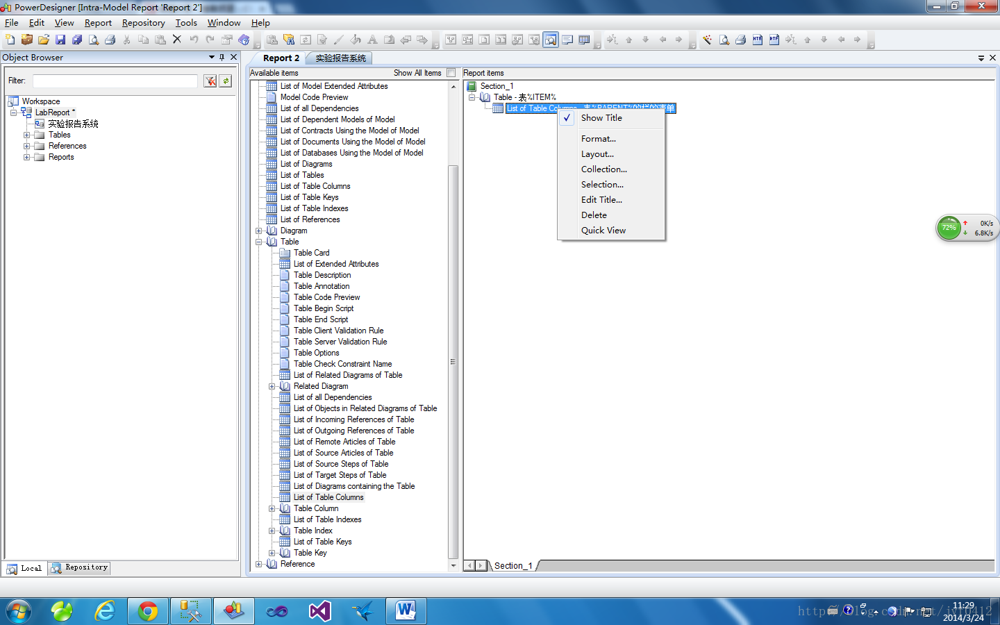 PowerDesigner [Intra-Model Report 'Report 2']
File Edit View Report Repository Tools Window Help
Object Browser
Filter:
Workspace
LabReport *
实验报告系统
Tables
References
Reports
Local
Repository
Report 2
实验报告系统
Available items
Show All Items
List of Model Extended Attributes
Model Code Preview
List of all Dependencies
List of Dependent Models of Model
List of Contracts Using the Model of Model
List of Documents Using the Model of Model
List of Databases Using the Model of Model
List of Diagrams
List of Tables
List of Table Columns
List of Table Keys
List of Table Indexes
List of References
Diagram
Table
Table Card
List of Extended Attributes
Table Description
Table Annotation
Table Code Preview
Table Begin Script
Table End Script
Table Client Validation Rule
Table Server Validation Rule
Table Options
Table Check Constraint Name
List of Related Diagrams of Table
Related Diagram
List of all Dependencies
List of Objects in Related Diagrams of Table
List of Incoming References of Table
List of Outgoing References of Table
List of Remote Articles of Table
List of Source Articles of Table
List of Source Steps of Table
List of Target Steps of Table
List of Diagrams containing the Table
List of Table Columns
Table Column
List of Table Indexes
Table Index
List of Table Keys
Table Key
Reference
Report items
Section_1
Table - 表%ITEM%
List of Table Columns - 表%PARENT%的栏的清单
Show Title
Format...
Layout...
Collection...
Selection...
Edit Title...
Delete
Quick View
Section_1
72%
0K/s
6.8K/s
11:29
2014/3/24